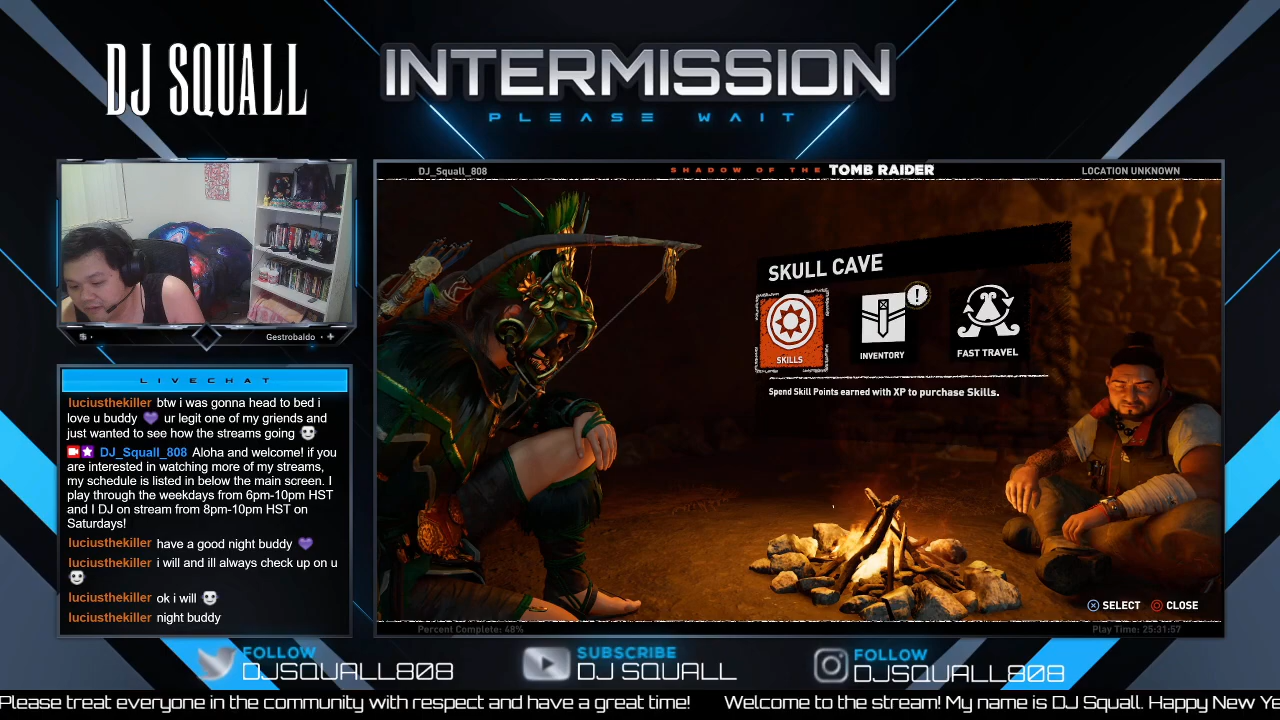 DJ SQUALL
INTERMISSION
PLEASE WAIT
DJ_Squall_808
SHADOW OF THE TOMB RAIDER
LOCATION UNKNOWN
SKULL CAVE
SKILLS
INVENTORY
FAST TRAVEL
Spend Skill Points earned with XP to purchase Skills.
SELECT
CLOSE
Percent Complete: 48%
Play Time: 25:31:57
Gestrobaldo
LIVECHAT
luciusthekiller btw i was gonna head to bed i
love u buddy 💜 ur legit one of my griends and
just wanted to see how the streams going
DJ_Squall_808 Aloha and welcome! if you
are interested in watching more of my streams,
my schedule is listed in below the main screen. I
play through the weekdays from 6pm-10pm HST
and I DJ on stream from 8pm-10pm HST on
Saturdays!
luciusthekiller have a good night buddy 💜
luciusthekiller i will and ill always check up on u
luciusthekiller ok i will
luciusthekiller night buddy
FOLLOW
DJSQUALL808
SUBSCRIBE
DJ SQUALL
FOLLOW
DJSQUALL808
Please treat everyone in the community with respect and have a great time! Welcome to the stream! My name is DJ Squall. Happy New Ye